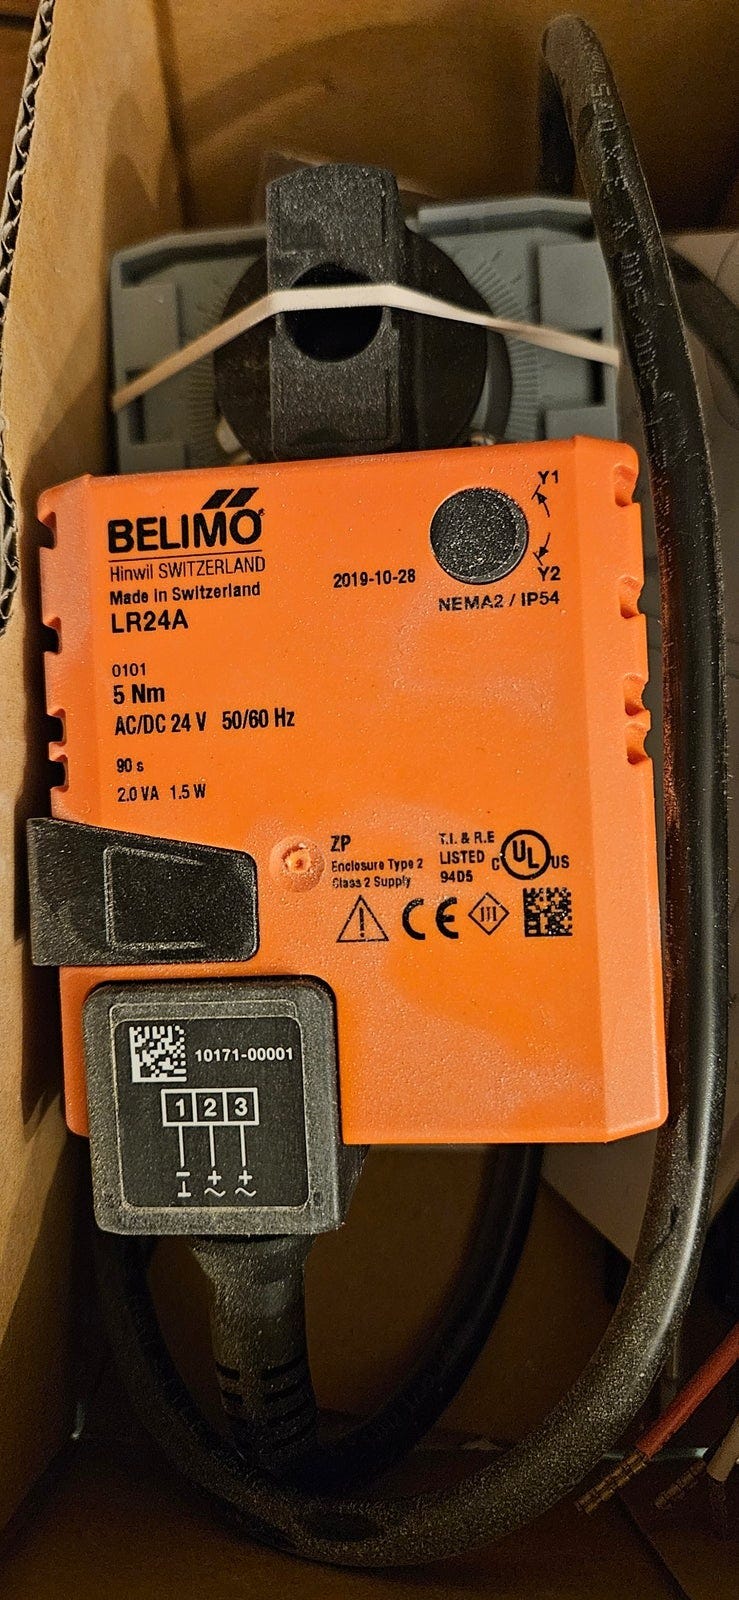 BELIMO
Hinwil SWITZERLAND
Made in Switzerland
LR24A
2019-10-28
Y1
Y2
NEMA2 / IP54
0101
5 Nm
AC/DC 24 V 50/60 Hz
90 s
2.0 VA 1.5 W
ZP
Enclosure Type 2
Class 2 Supply
T.I. & R.E
LISTED
94D5
C UL US
CE
III
10171-00001
1 2 3
- + +
⊥ ~ ~